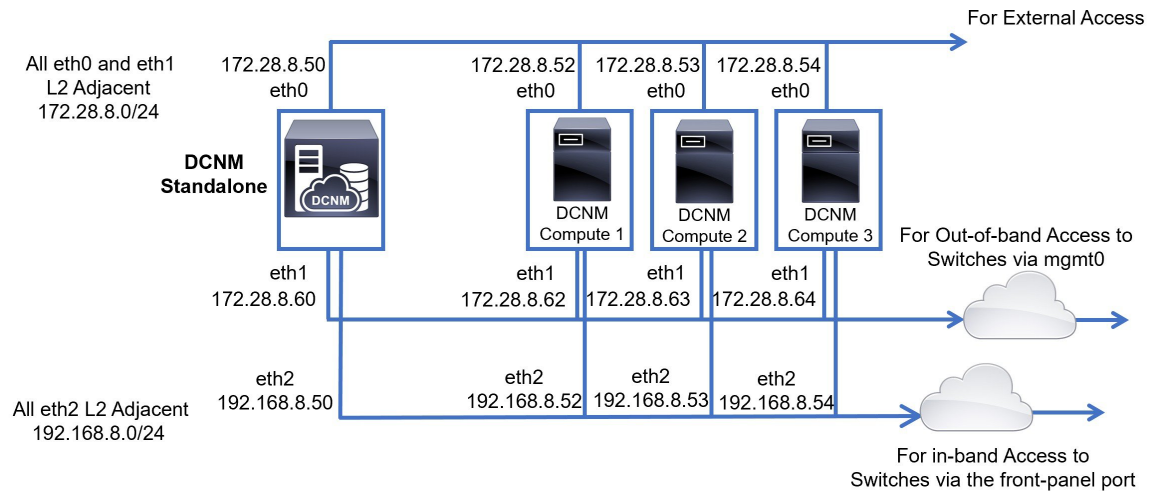 For External Access
All eth0 and eth1
L2 Adjacent
172.28.8.0/24
172.28.8.50
eth0
172.28.8.52
eth0
172.28.8.53
eth0
172.28.8.54
eth0
DCNM
Standalone
DCNM
DCNM
Compute 1
DCNM
Compute 2
DCNM
Compute 3
For Out-of-band Access to
Switches via mgmt0
eth1
172.28.8.60
eth1
172.28.8.62
eth1
172.28.8.63
eth1
172.28.8.64
eth2
192.168.8.50
eth2
192.168.8.52
eth2
192.168.8.53
eth2
192.168.8.54
All eth2 L2 Adjacent
192.168.8.0/24
For in-band Access to
Switches via the front-panel port